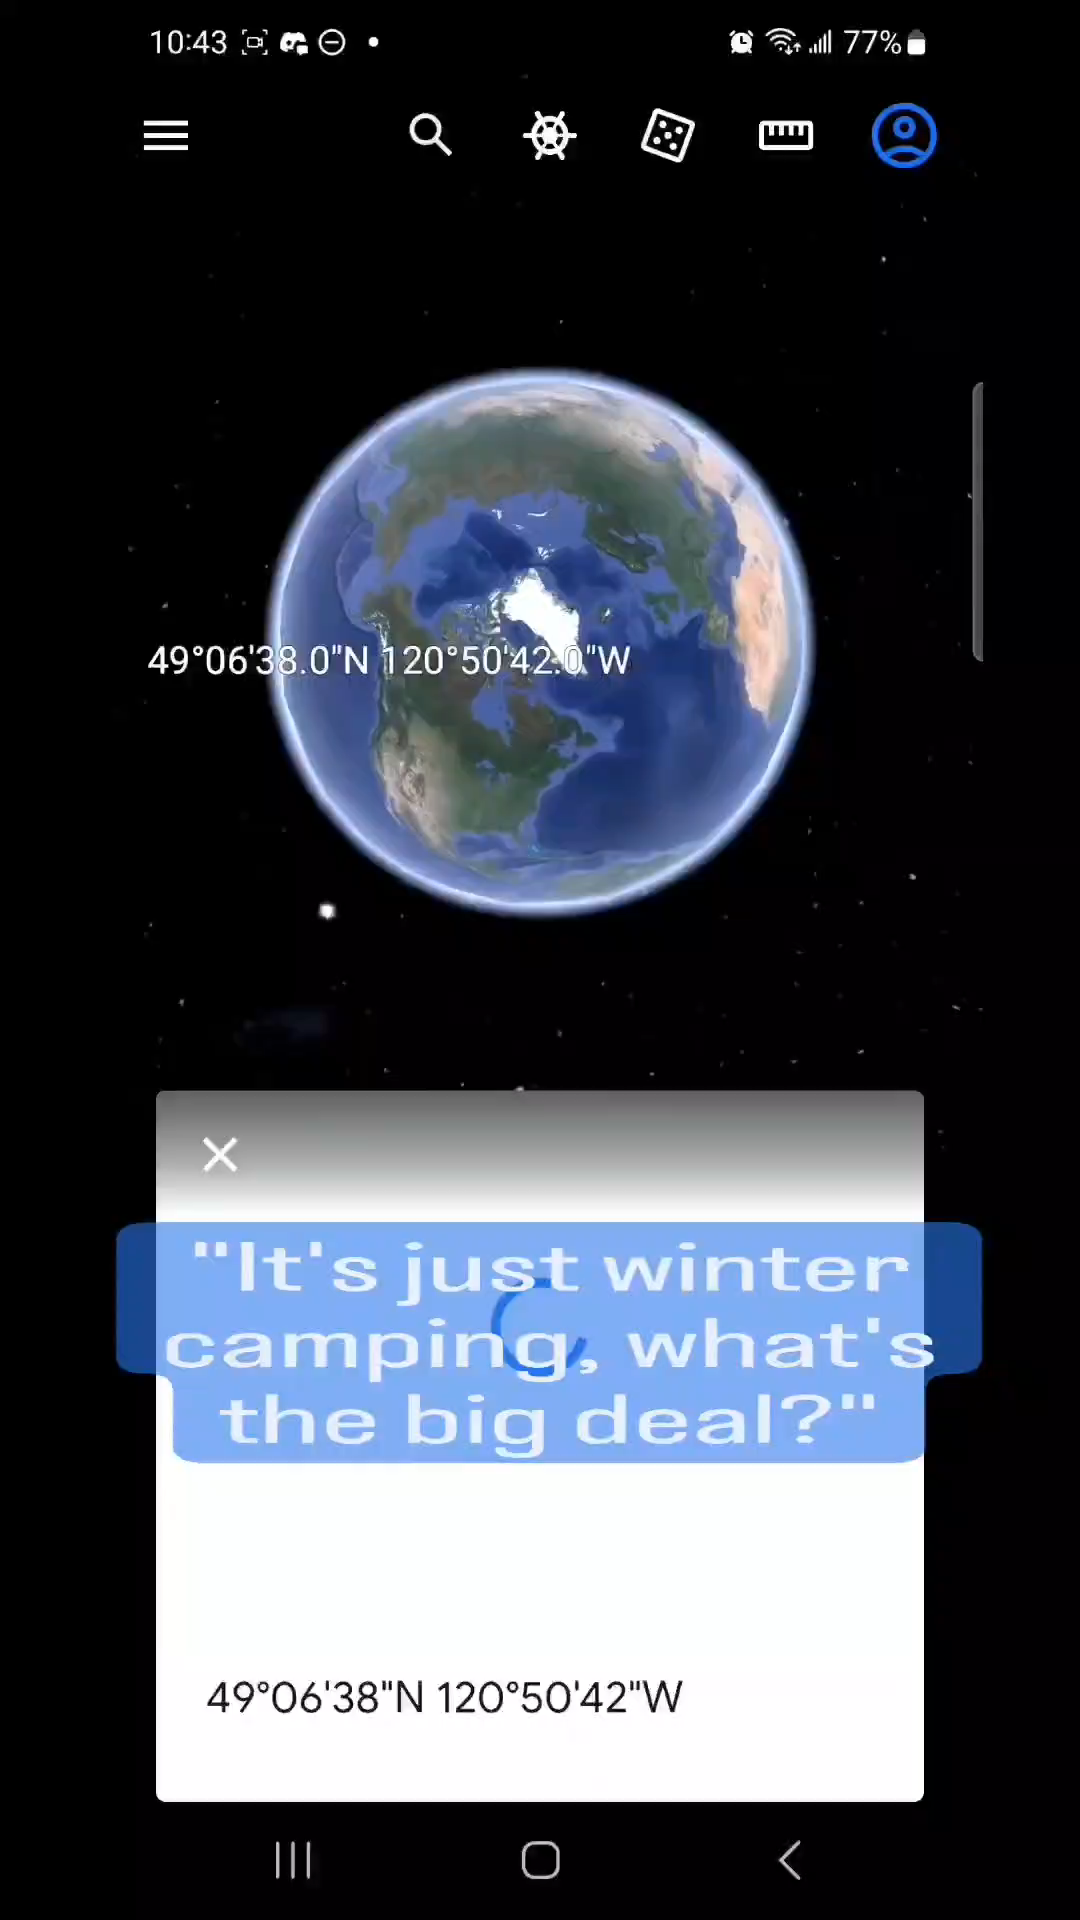 10:43
77%
49°06'38.0"N 120°50'42.0"W
"It's just winter
camping, what's
the big deal?"
49°06'38"N 120°50'42"W